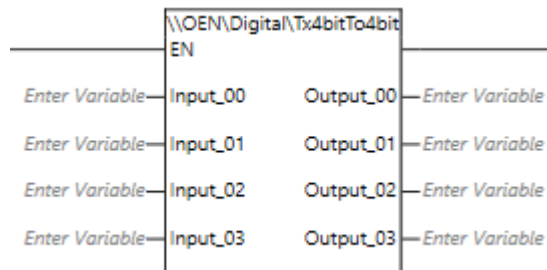 \\OEN\Digital\Tx4bitTo4bit
EN
Enter Variable Input_00 Output_00 Enter Variable
Enter Variable Input_01 Output_01 Enter Variable
Enter Variable Input_02 Output_02 Enter Variable
Enter Variable Input_03 Output_03 Enter Variable